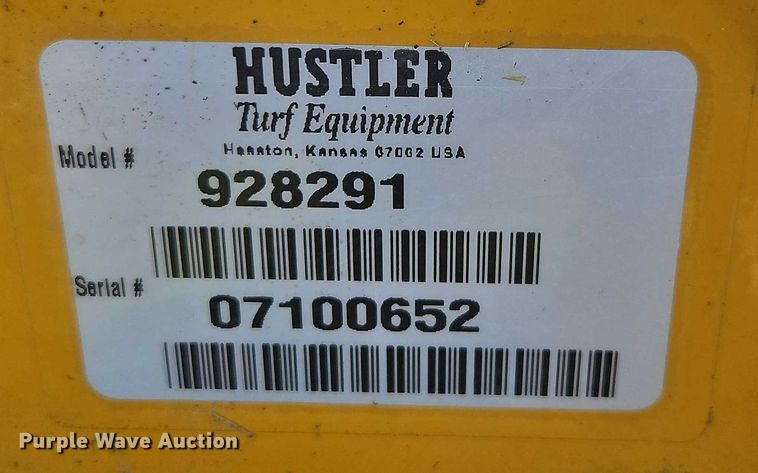 HUSTLER
Turf Equipment
Hesston, Kansas 67062 USA
Model #
928291
Serial #
07100652
Purple Wave Auction